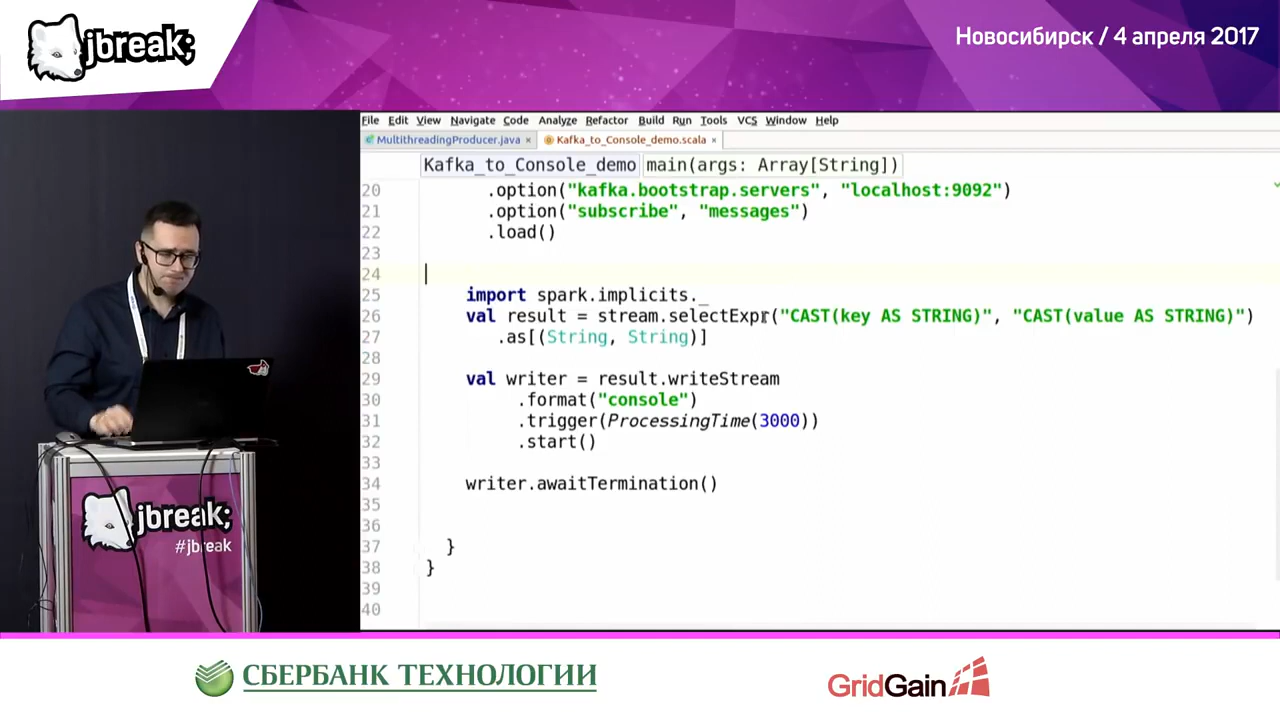 jbreak;
Новосибирск / 4 апреля 2017
File Edit View Navigate Code Analyze Refactor Build Run Tools VCS Window Help
MultithreadingProducer.java × Kafka_to_Console_demo.scala ×
Kafka_to_Console_demo main(args: Array[String])
20 .option("kafka.bootstrap.servers", "localhost:9092")
21 .option("subscribe", "messages")
22 .load()
23
24
25 import spark.implicits._
26 val result = stream.selectExpr("CAST(key AS STRING)", "CAST(value AS STRING)")
27 .as[(String, String)]
28
29 val writer = result.writeStream
30 .format("console")
31 .trigger(ProcessingTime(3000))
32 .start()
33
34 writer.awaitTermination()
35
36
37 }
38 }
39
40
jbreak;
#jbreak
СБЕРБАНК ТЕХНОЛОГИИ
GridGain